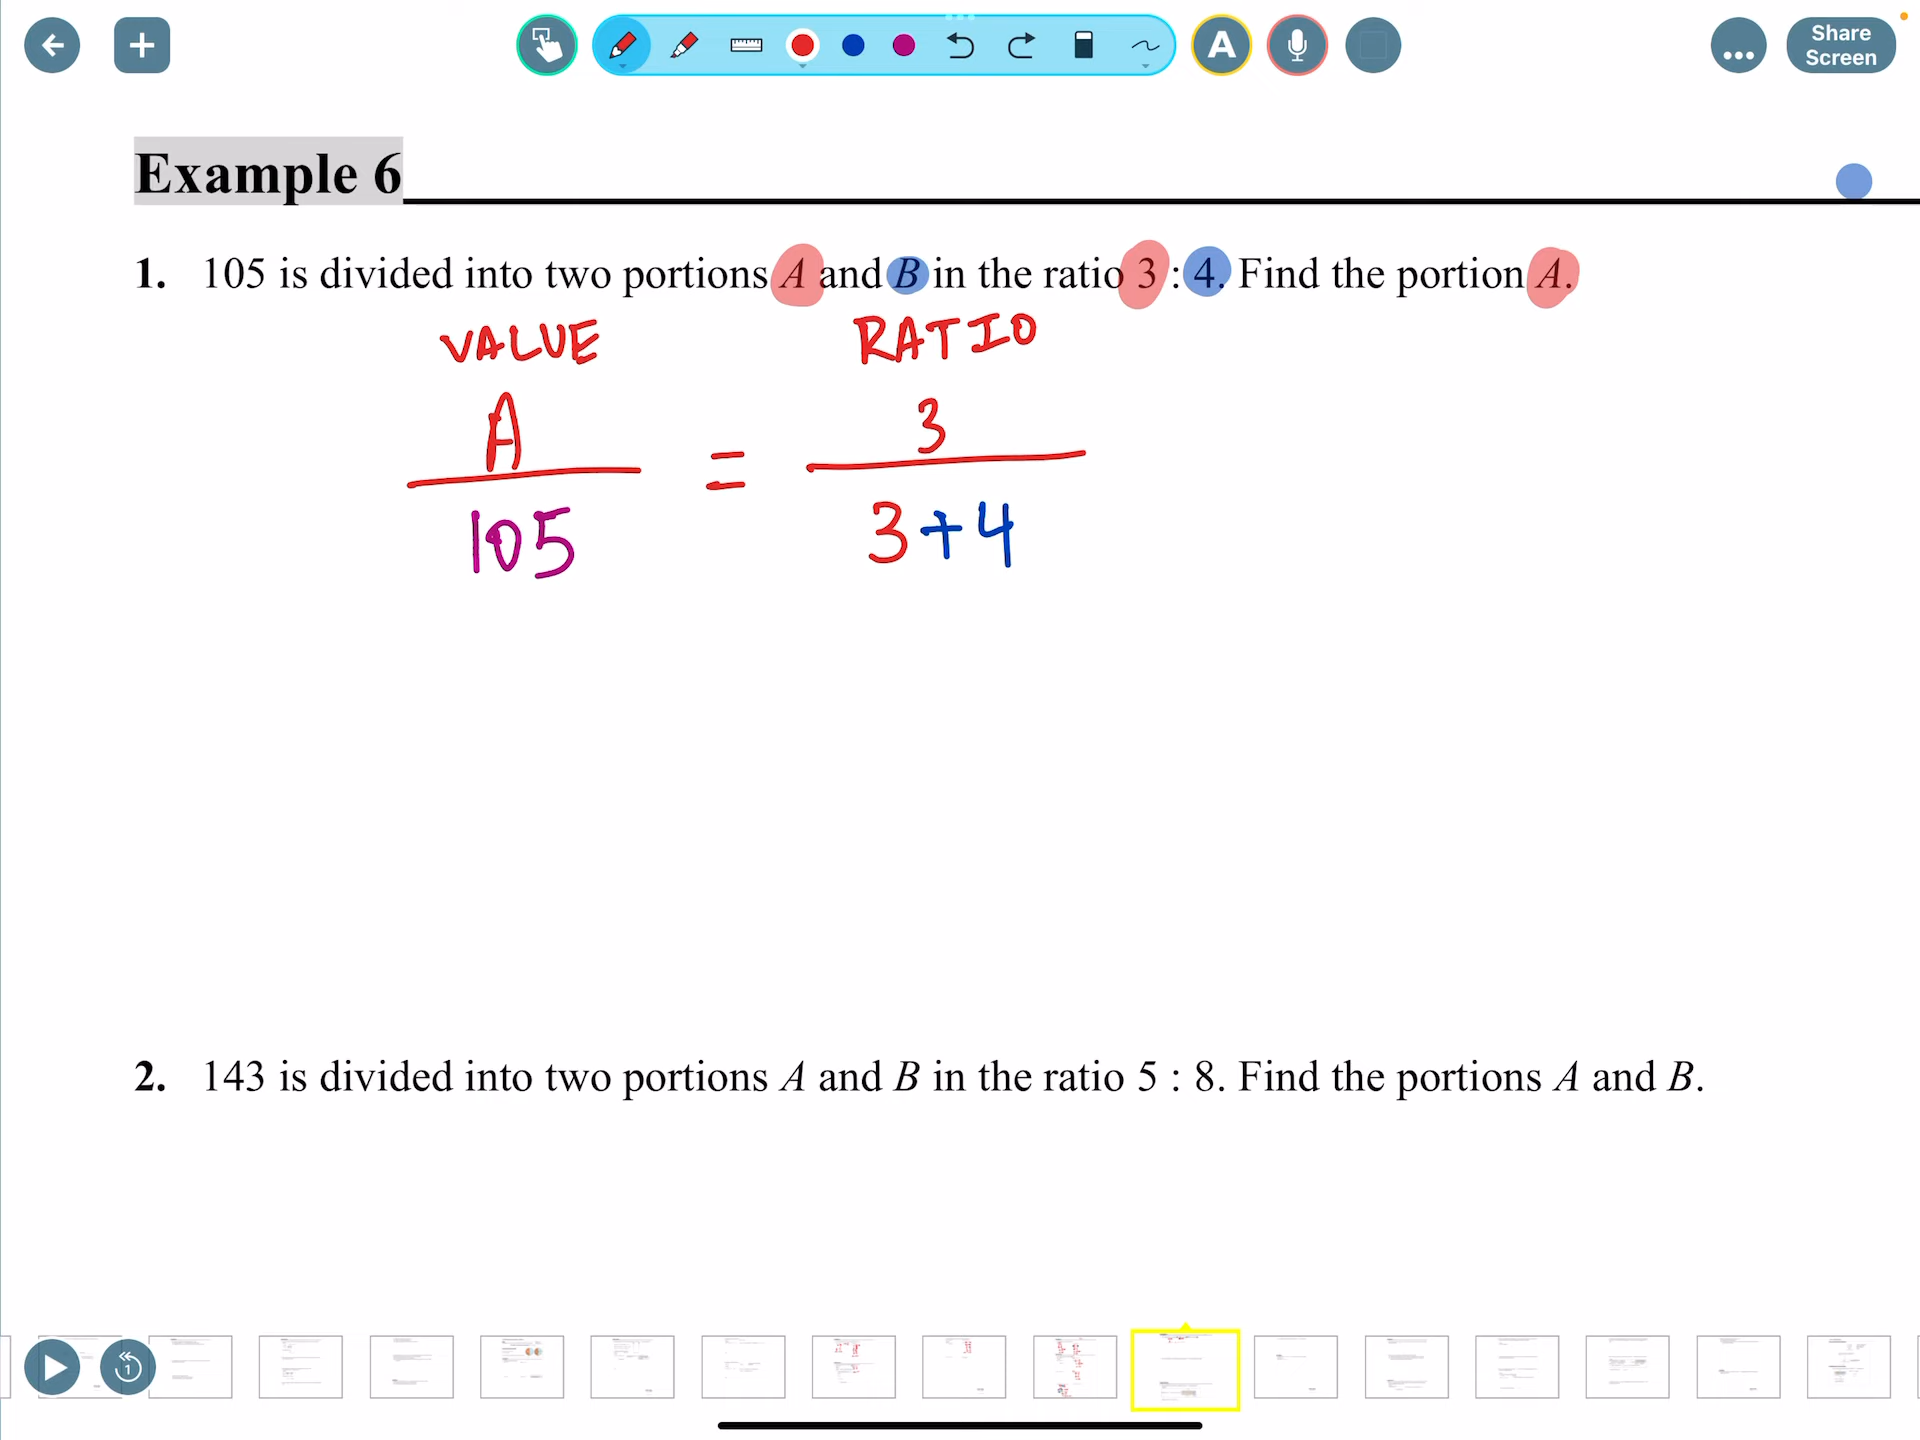 Share
Screen
A
Example 6
1. 105 is divided into two portions A and B in the ratio 3 : 4. Find the portion A.
VALUE RATIO
A 3
=
105 3+4
2. 143 is divided into two portions A and B in the ratio 5 : 8. Find the portions A and B.
1